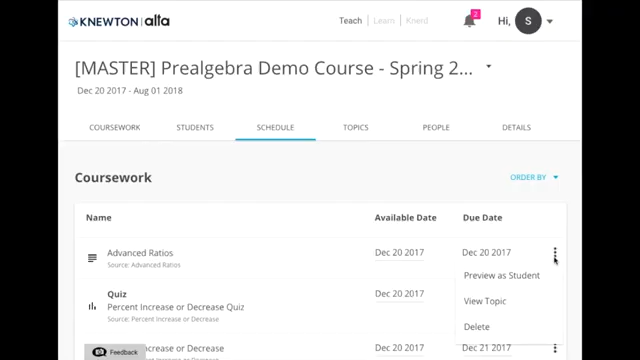 KNEWTON | alta
Teach | Learn | Knerd
2
Hi, S
[MASTER] Prealgebra Demo Course - Spring 2...
Dec 20 2017 - Aug 01 2018
COURSEWORK STUDENTS SCHEDULE TOPICS PEOPLE DETAILS
Coursework
ORDER BY
Name Available Date Due Date
Advanced Ratios Dec 20 2017 Dec 20 2017
Source: Advanced Ratios
Preview as Student
Quiz Dec 20 2017
View Topic
Percent Increase or Decrease Quiz
Source: Percent Increase or Decrease
Delete
Feedback
crease or Decrease Dec 20 2017 Dec 21 2017